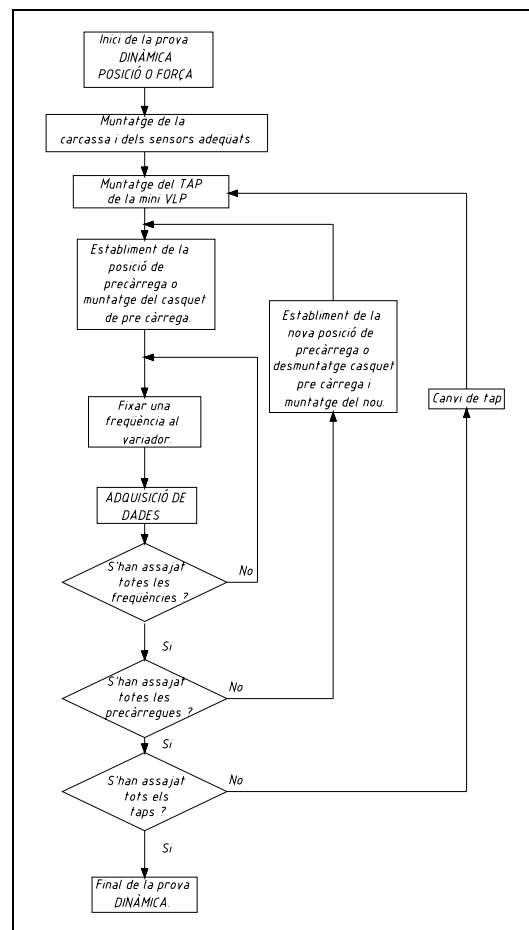 Inici de la prova
DINÀMICA
POSICIÓ O FORÇA
Muntatge de la
carcassa i dels sensors adeqüats.
Muntatge del TAP
de la mini VLP
Establiment de la
posició de
precàrrega o
muntatge del casquet
de pre càrrega.
Establiment de la
nova posició de
precàrrega o
desmuntatge casquet
pre càrrega i
muntatge del nou.
Canvi de tap
Fixar una
freqüència al
variador.
ADQUISICIÓ DE
DADES
S'han assajat
totes les
freqüències ?
No
Si
S'han assajat
totes les
precàrregues ?
No
Si
S'han assajat
tots els
taps ?
No
Si
Final de la prova
DINÀMICA.